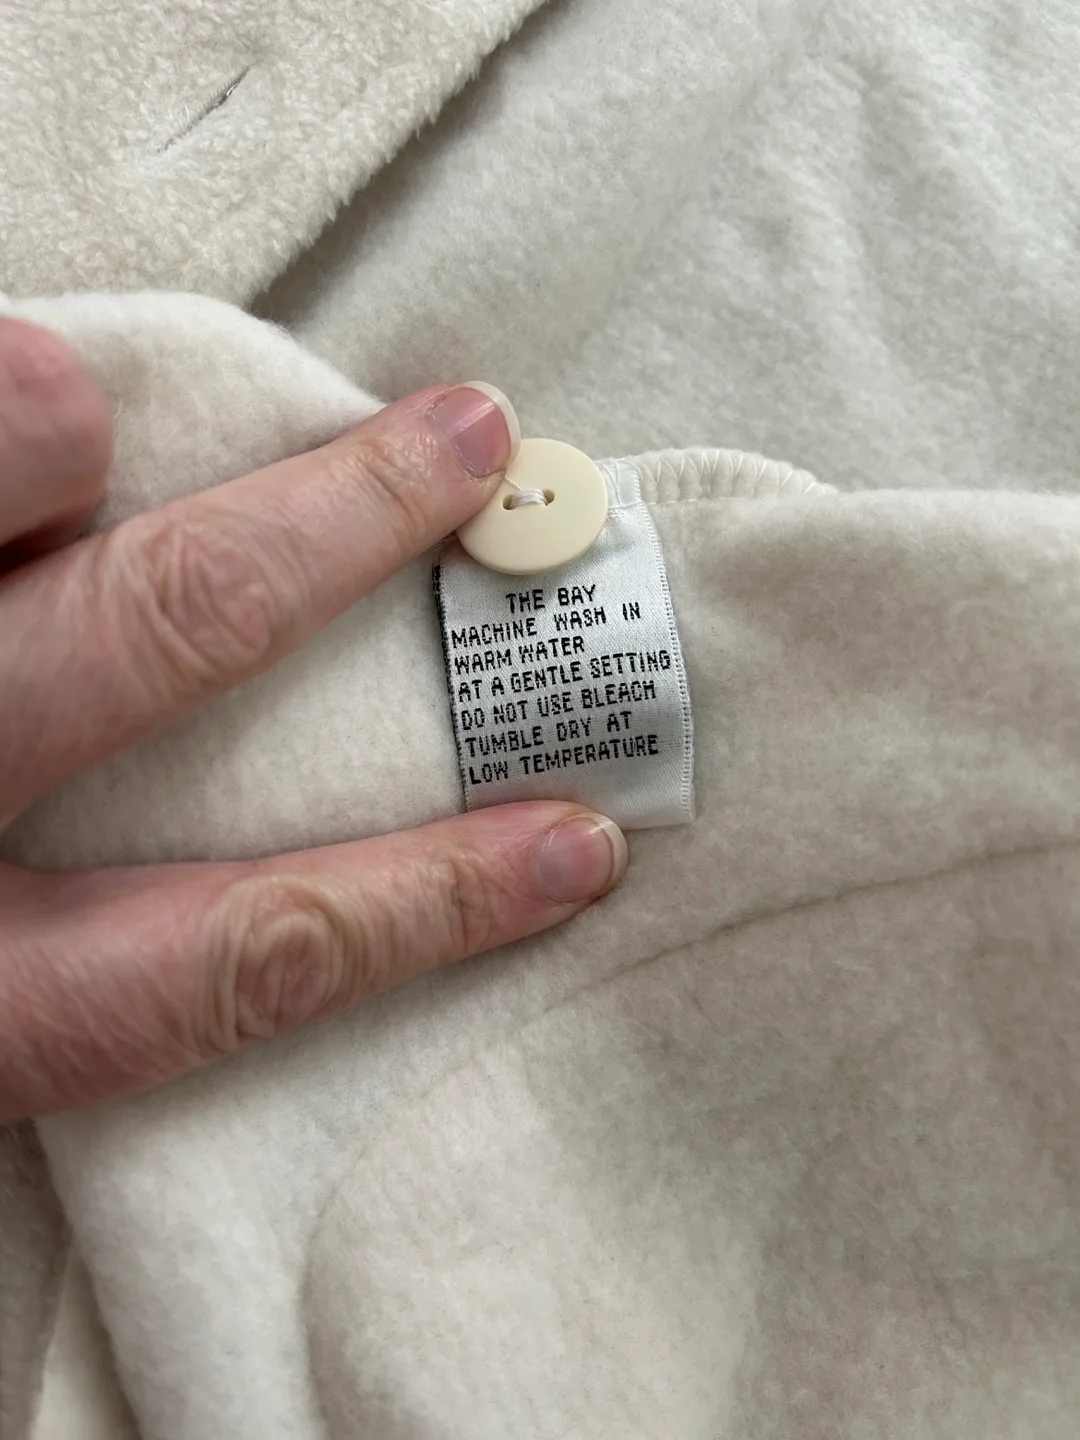 THE BAY
MACHINE WASH IN
WARM WATER
AT A GENTLE SETTING
DO NOT USE BLEACH
TUMBLE DRY AT
LOW TEMPERATURE